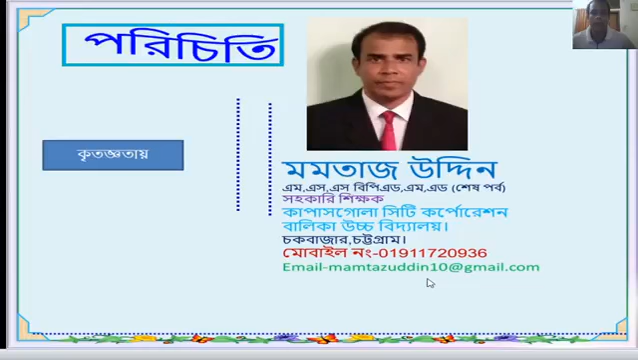 পরিচিতি
কৃতজ্ঞতায়
মমতাজ উদ্দিন
এম,এস,এস বিপিএড,এম,এড (শেষ পর্ব)
সহকারি শিক্ষক
কাপাসগোলা সিটি কর্পোরেশন
বালিকা উচ্চ বিদ্যালয়।
চকবাজার,চট্টগ্রাম।
মোবাইল নং-01911720936
Email-mamtazuddin10@gmail.com